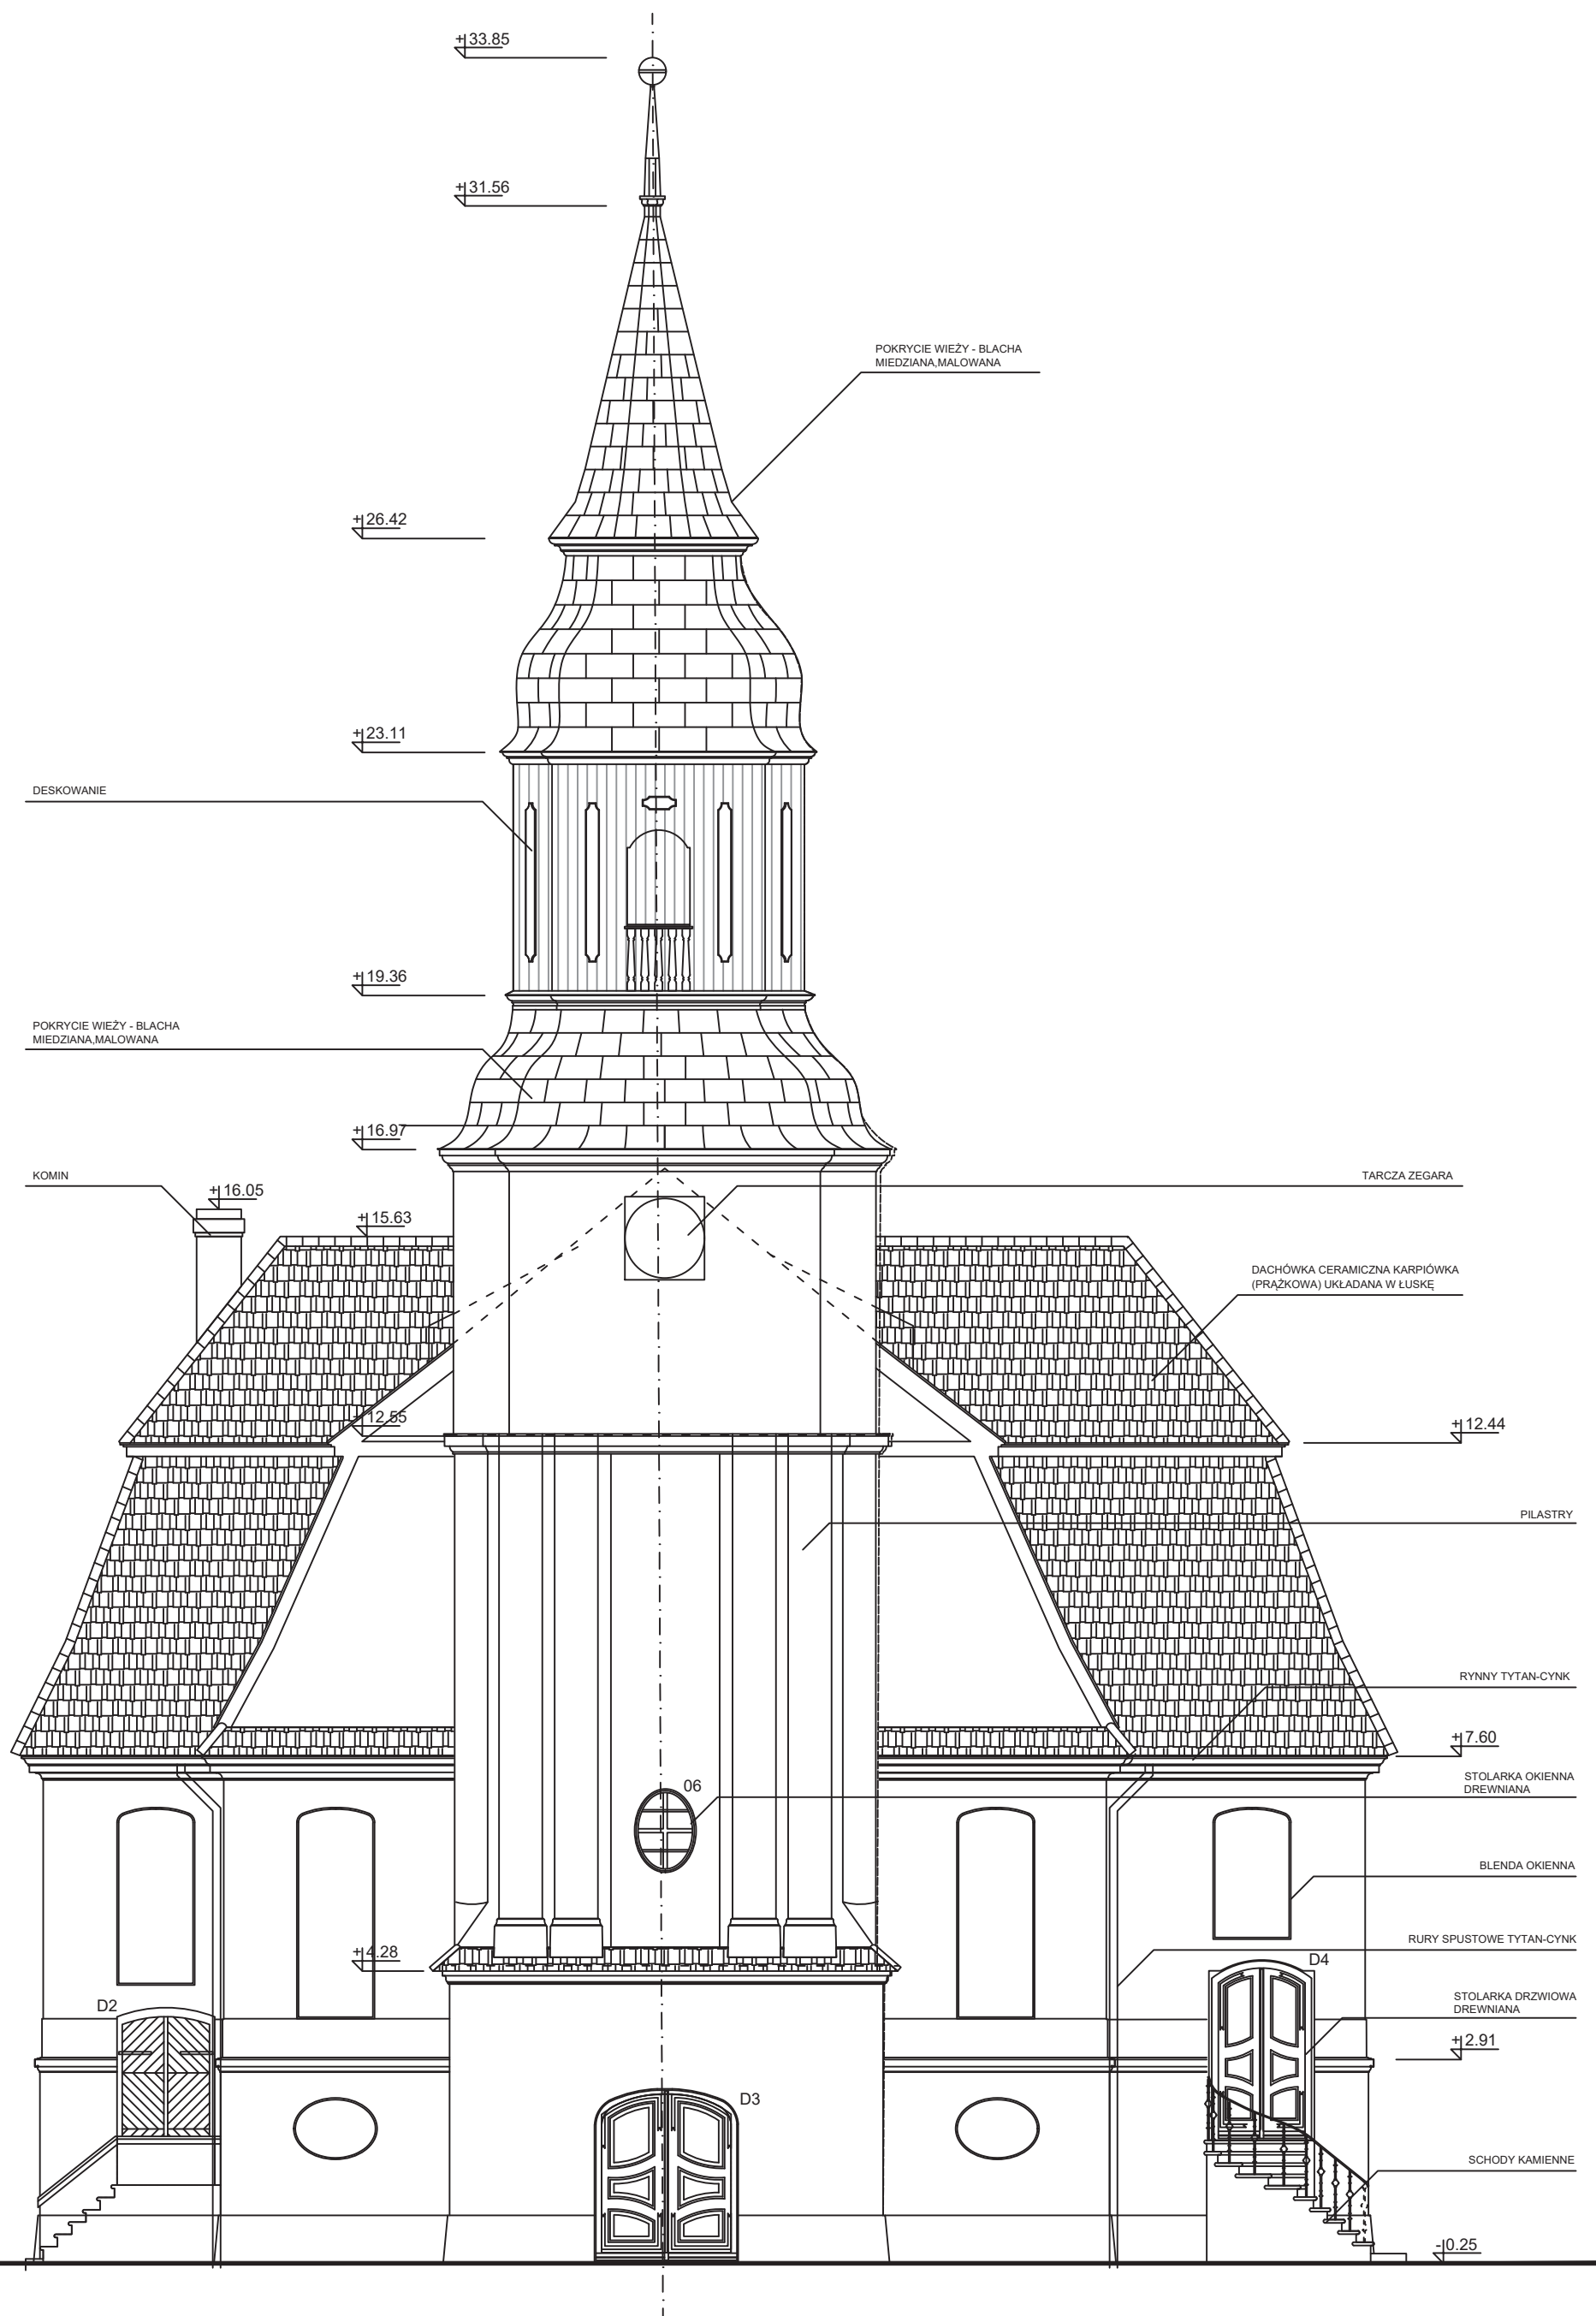 +33.85
+31.56
POKRYCIE WIEŻY - BLACHA
MIEDZIANA,MALOWANA
+26.42
+23.11
DESKOWANIE
+19.36
POKRYCIE WIEŻY - BLACHA
MIEDZIANA,MALOWANA
+16.97
KOMIN
TARCZA ZEGARA
+16.05
+15.63
DACHÓWKA CERAMICZNA KARPIÓWKA
(PRĄŻKOWA) UKŁADANA W ŁUSKĘ
+12.55
+12.44
PILASTRY
RYNNY TYTAN-CYNK
+7.60
STOLARKA OKIENNA
DREWNIANA
06
BLENDA OKIENNA
RURY SPUSTOWE TYTAN-CYNK
+4.28
D4
STOLARKA DRZWIOWA
DREWNIANA
D2
+2.91
D3
SCHODY KAMIENNE
-0.25